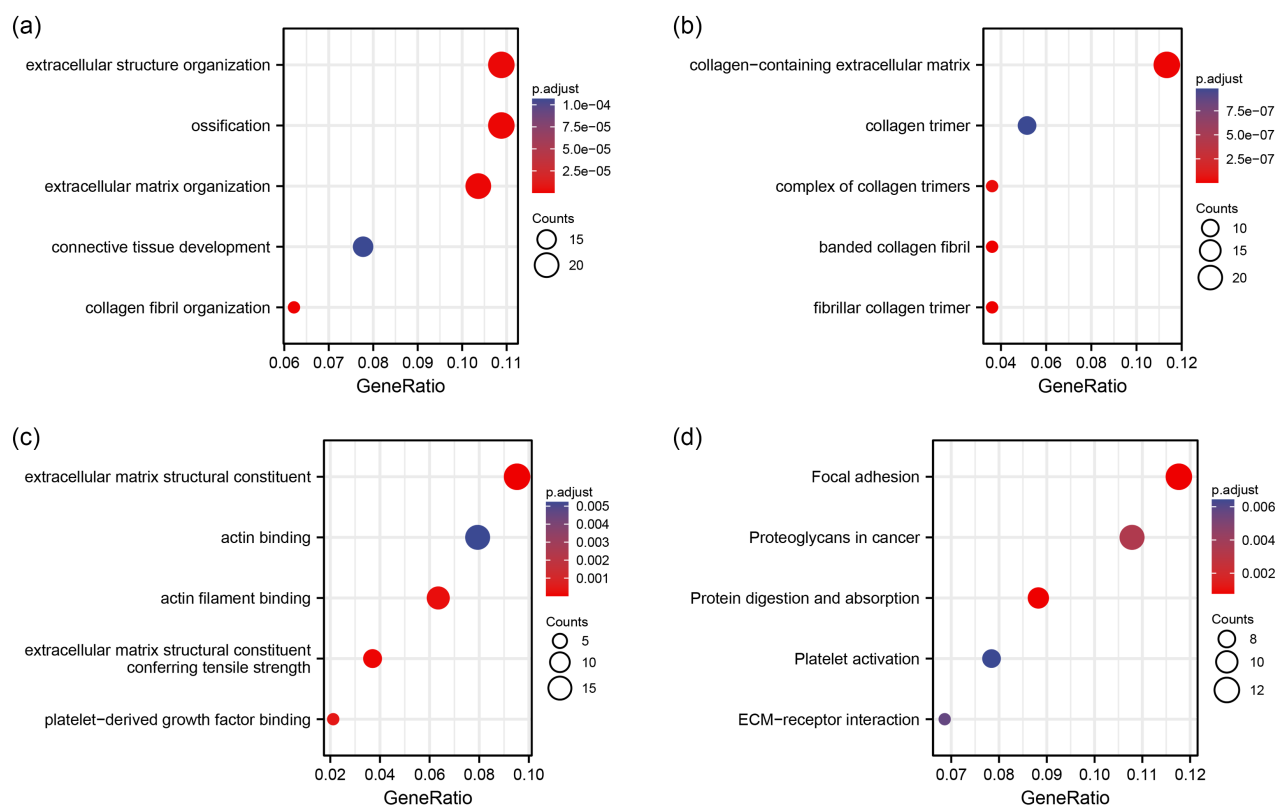 (a)
extracellular structure organization
ossification
extracellular matrix organization
connective tissue development
collagen fibril organization
0.06 0.07 0.08 0.09 0.10 0.11
GeneRatio
p.adjust
1.0e−04
7.5e−05
5.0e−05
2.5e−05
Counts
15
20
(b)
collagen−containing extracellular matrix
collagen trimer
complex of collagen trimers
banded collagen fibril
fibrillar collagen trimer
0.04 0.06 0.08 0.10 0.12
GeneRatio
p.adjust
7.5e−07
5.0e−07
2.5e−07
Counts
10
15
20
(c)
extracellular matrix structural constituent
actin binding
actin filament binding
extracellular matrix structural constituent
conferring tensile strength
platelet−derived growth factor binding
0.02 0.04 0.06 0.08 0.10
GeneRatio
p.adjust
0.005
0.004
0.003
0.002
0.001
Counts
5
10
15
(d)
Focal adhesion
Proteoglycans in cancer
Protein digestion and absorption
Platelet activation
ECM−receptor interaction
0.07 0.08 0.09 0.10 0.11 0.12
GeneRatio
p.adjust
0.006
0.004
0.002
Counts
8
10
12